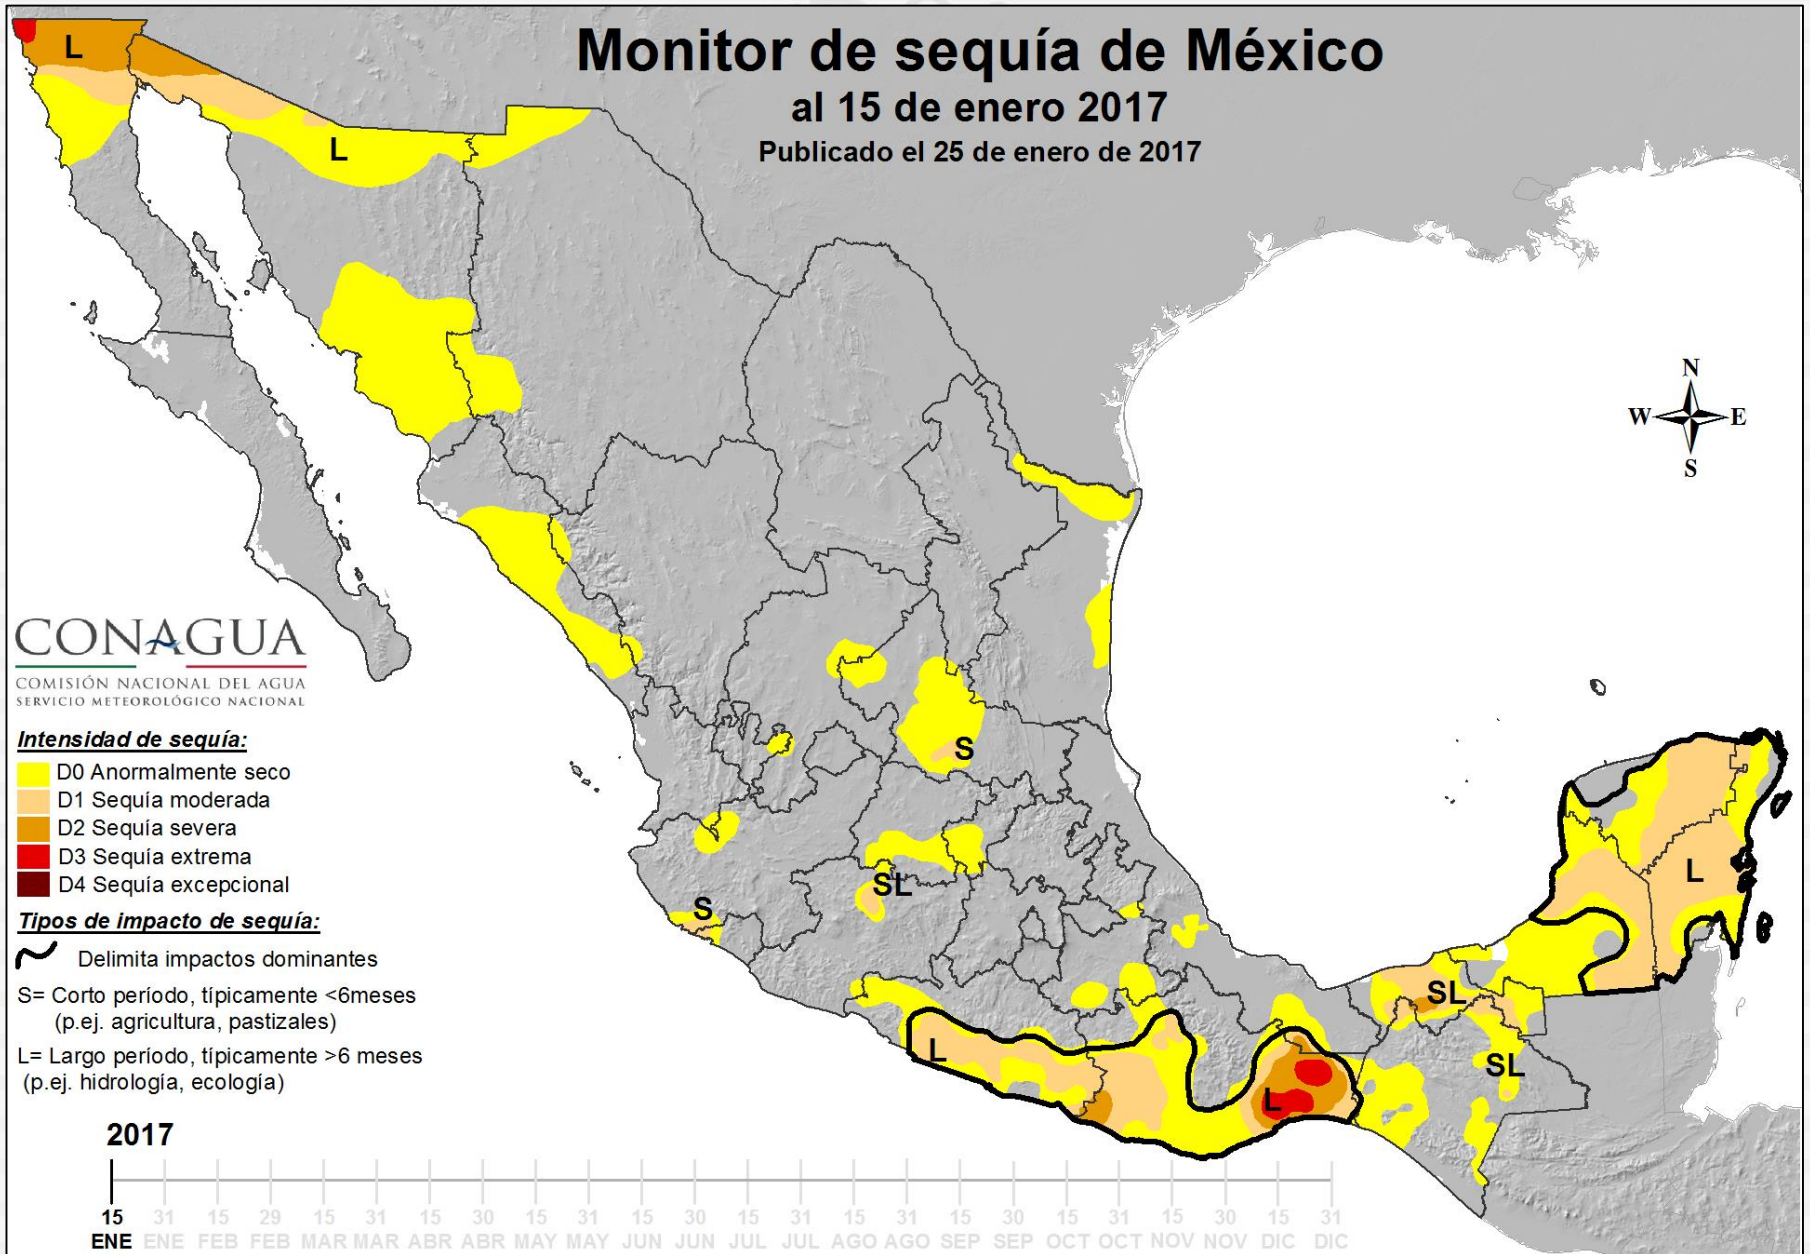 Monitor de sequía de México
al 15 de enero 2017
Publicado el 25 de enero de 2017
L
L
N
W E
S
CONAGUA
COMISIÓN NACIONAL DEL AGUA
SERVICIO METEOROLÓGICO NACIONAL
Intensidad de sequía:
D0 Anormalmente seco
D1 Sequía moderada
D2 Sequía severa
D3 Sequía extrema
D4 Sequía excepcional
Tipos de impacto de sequía:
Delimita impactos dominantes
S= Corto período, típicamente <6meses
(p.ej. agricultura, pastizales)
L= Largo período, típicamente >6 meses
(p.ej. hidrología, ecología)
S
SL
S
L
SL
L
SL
L
2017
15 31 15 29 15 31 15 30 15 31 15 30 15 31 15 31 15 30 15 31 15 30 15 31
ENE ENE FEB FEB MAR MAR ABR ABR MAY MAY JUN JUN JUL JUL AGO AGO SEP SEP OCT OCT NOV NOV DIC DIC